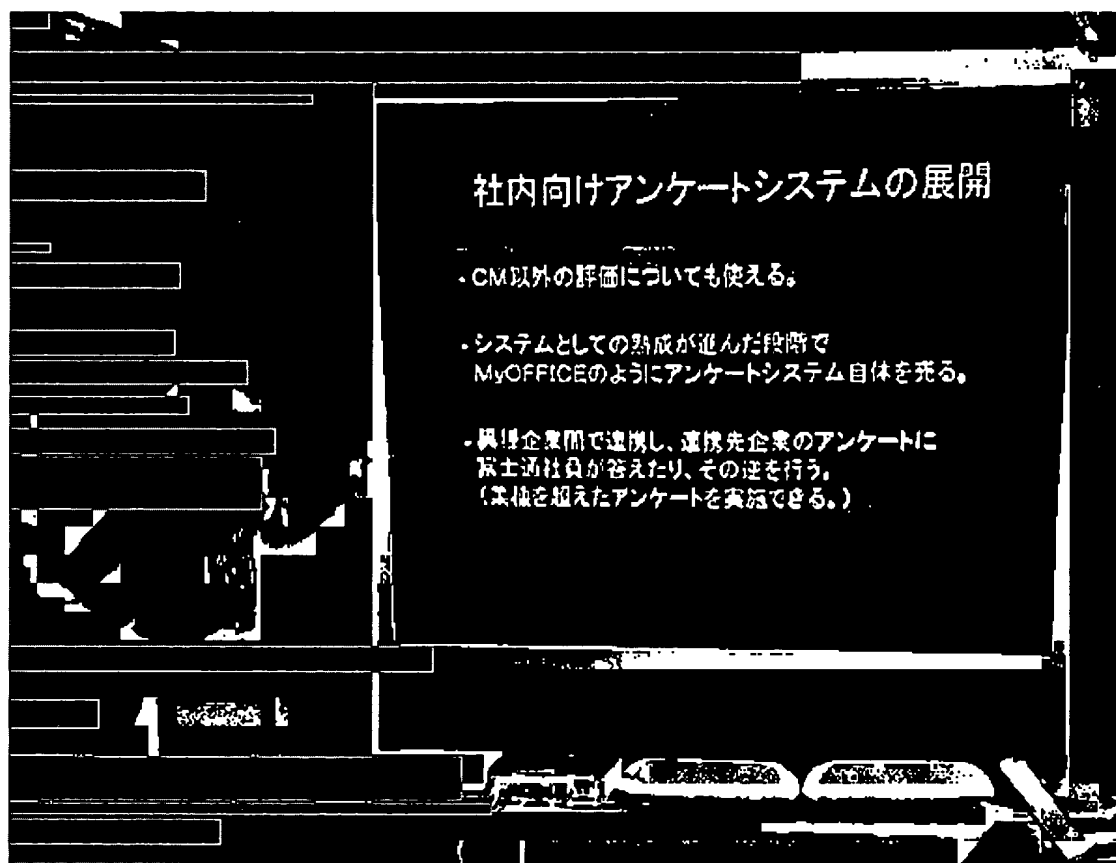 社内向けアンケートシステムの展開
・CM以外の評価についても使える。
・システムとしての熟成が進んだ段階で
MyOFFICEのようにアンケートシステム自体を売る。
・異種企業間で連携し、連携先企業のアンケートに
富士通社員が答えたり、その逆を行う。
(業種を超えたアンケートを実施できる。)